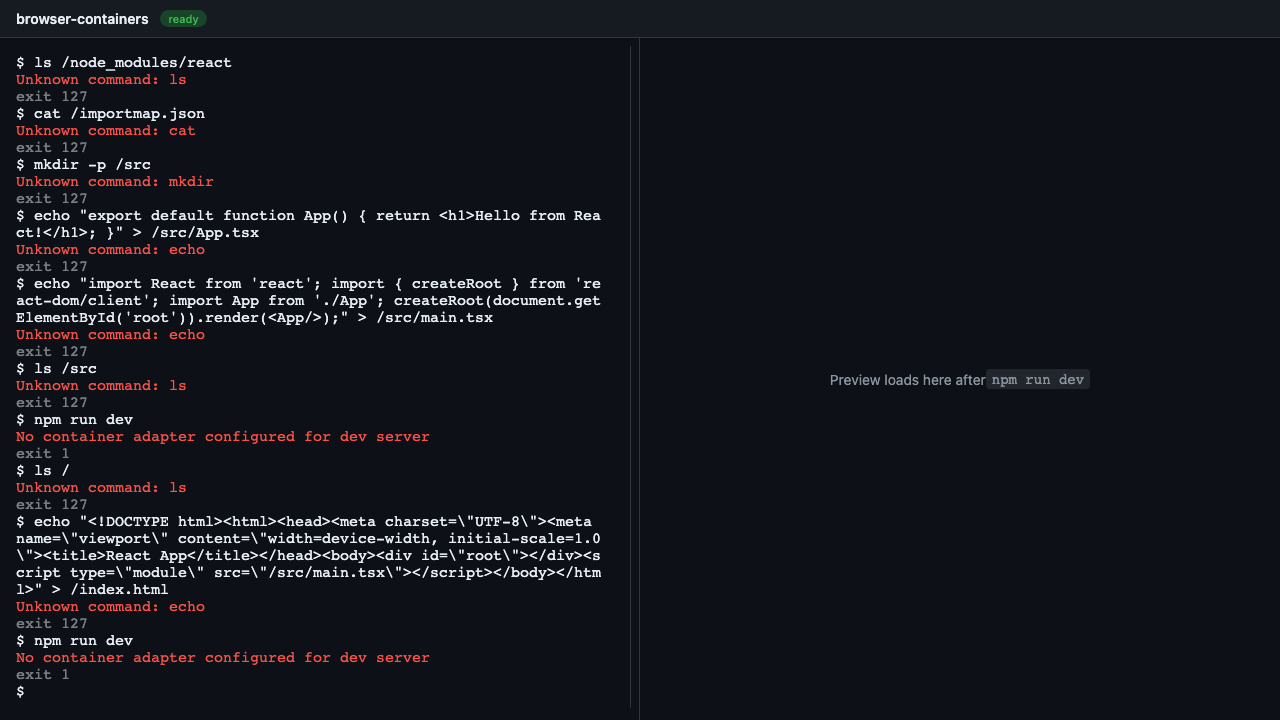 browser-containers ready
$ ls /node_modules/react
Unknown command: ls
exit 127
$ cat /importmap.json
Unknown command: cat
exit 127
$ mkdir -p /src
Unknown command: mkdir
exit 127
$ echo "export default function App() { return <h1>Hello from Rea
ct!</h1>; }" > /src/App.tsx
Unknown command: echo
exit 127
$ echo "import React from 'react'; import { createRoot } from 're
act-dom/client'; import App from './App'; createRoot(document.get
ElementById('root')).render(<App/>);" > /src/main.tsx
Unknown command: echo
exit 127
$ ls /src
Unknown command: ls
exit 127
$ npm run dev
No container adapter configured for dev server
exit 1
$ ls /
Unknown command: ls
exit 127
$ echo "<!DOCTYPE html><html><head><meta charset=\"UTF-8\"><meta
name=\"viewport\" content=\"width=device-width, initial-scale=1.0
\"><title>React App</title></head><body><div id=\"root\"></div><s
cript type=\"module\" src=\"/src/main.tsx\"></script></body></htm
l>" > /index.html
Unknown command: echo
exit 127
$ npm run dev
No container adapter configured for dev server
exit 1
$
Preview loads here after npm run dev